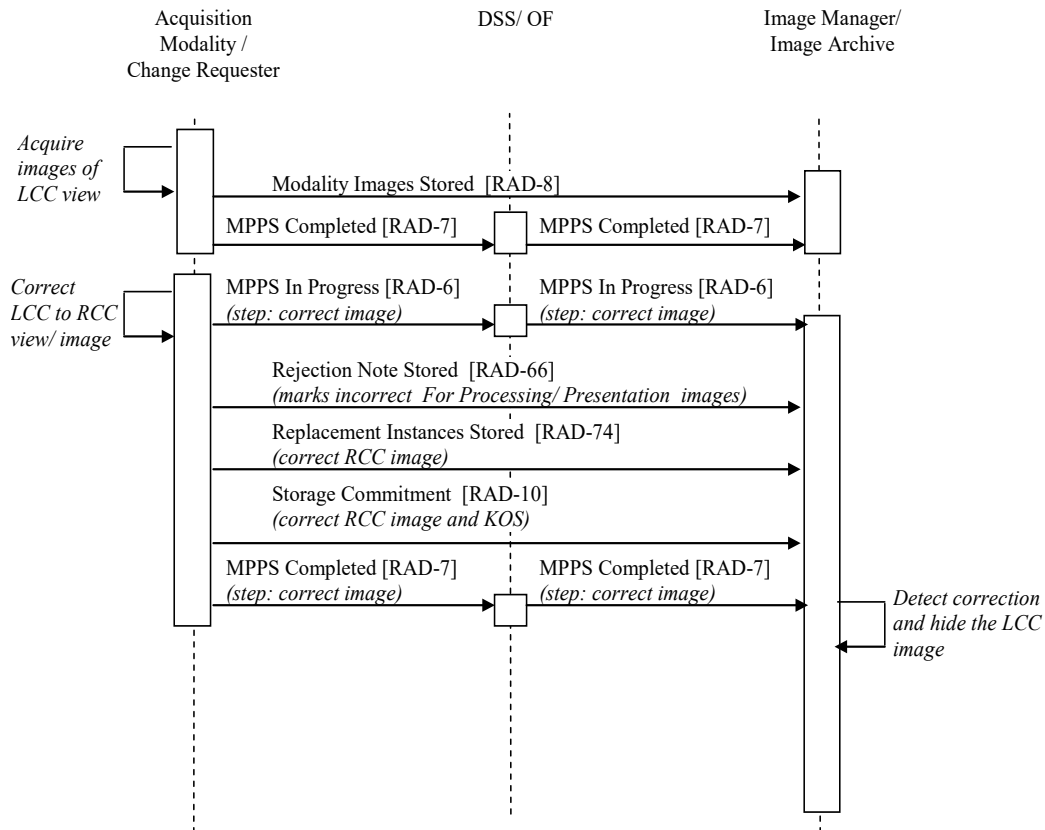 Acquisition
Modality /
Change Requester
DSS/ OF
Image Manager/
Image Archive
Acquire
images of
LCC view
Modality Images Stored  [RAD-8]
MPPS Completed [RAD-7]
MPPS Completed [RAD-7]
Correct
LCC to RCC
view/ image
MPPS In Progress [RAD-6]
(step: correct image)
MPPS In Progress [RAD-6]
(step: correct image)
Rejection Note Stored  [RAD-66]
(marks incorrect  For Processing/ Presentation  images)
Replacement Instances Stored  [RAD-74]
(correct RCC image)
Storage Commitment  [RAD-10]
(correct RCC image and KOS)
MPPS Completed [RAD-7]
(step: correct image)
MPPS Completed [RAD-7]
(step: correct image)
Detect correction
and hide the LCC
image